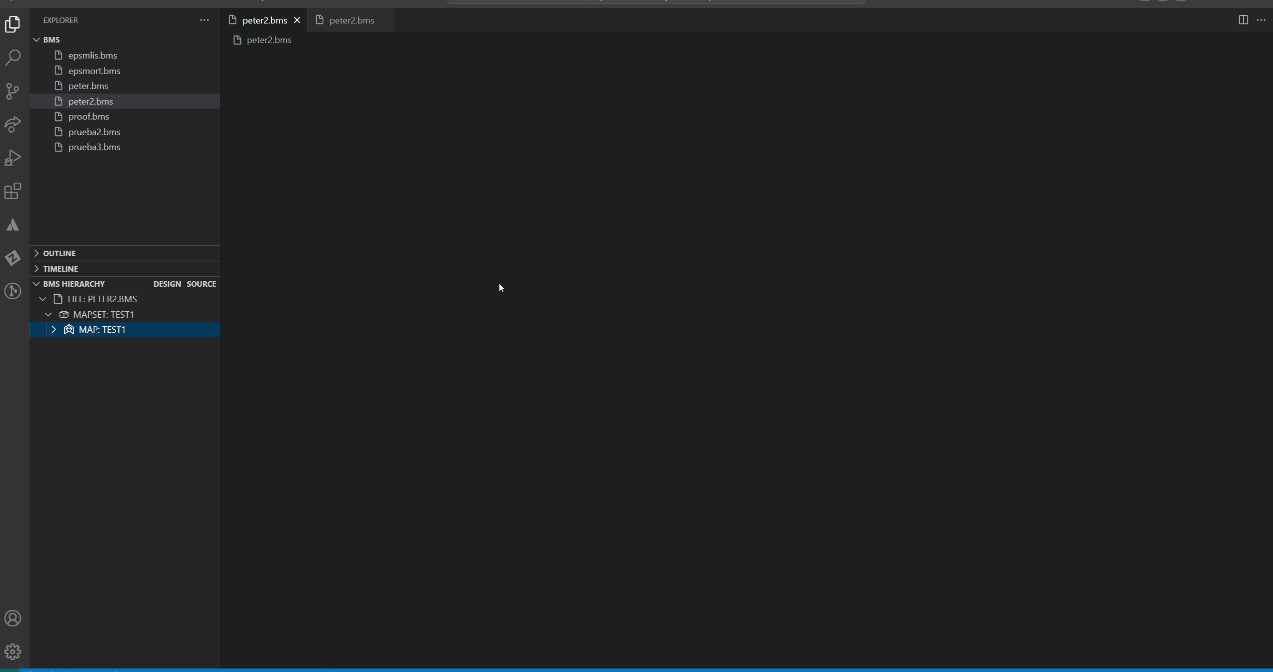 EXPLORER
BMS
epsmlis.bms
epsmort.bms
peter.bms
peter2.bms
proof.bms
prueba2.bms
prueba3.bms
OUTLINE
TIMELINE
BMS HIERARCHY DESIGN SOURCE
FILE: PETER2.BMS
MAPSET: TEST1
MAP: TEST1
peter2.bms peter2.bms
peter2.bms